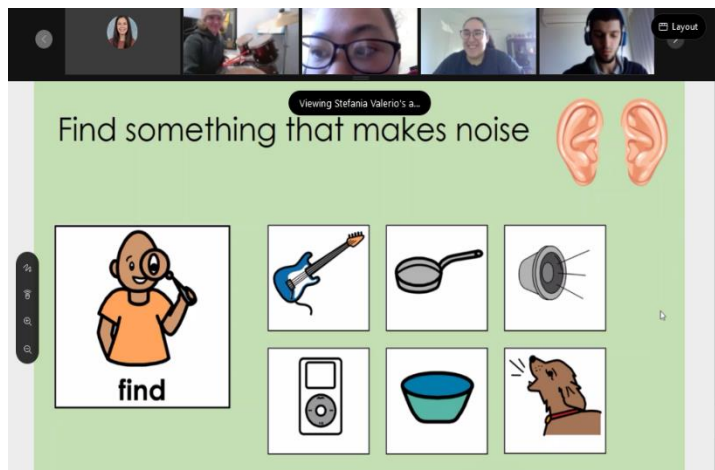 Layout
Viewing Stefania Valerio's a...
Find something that makes noise
find